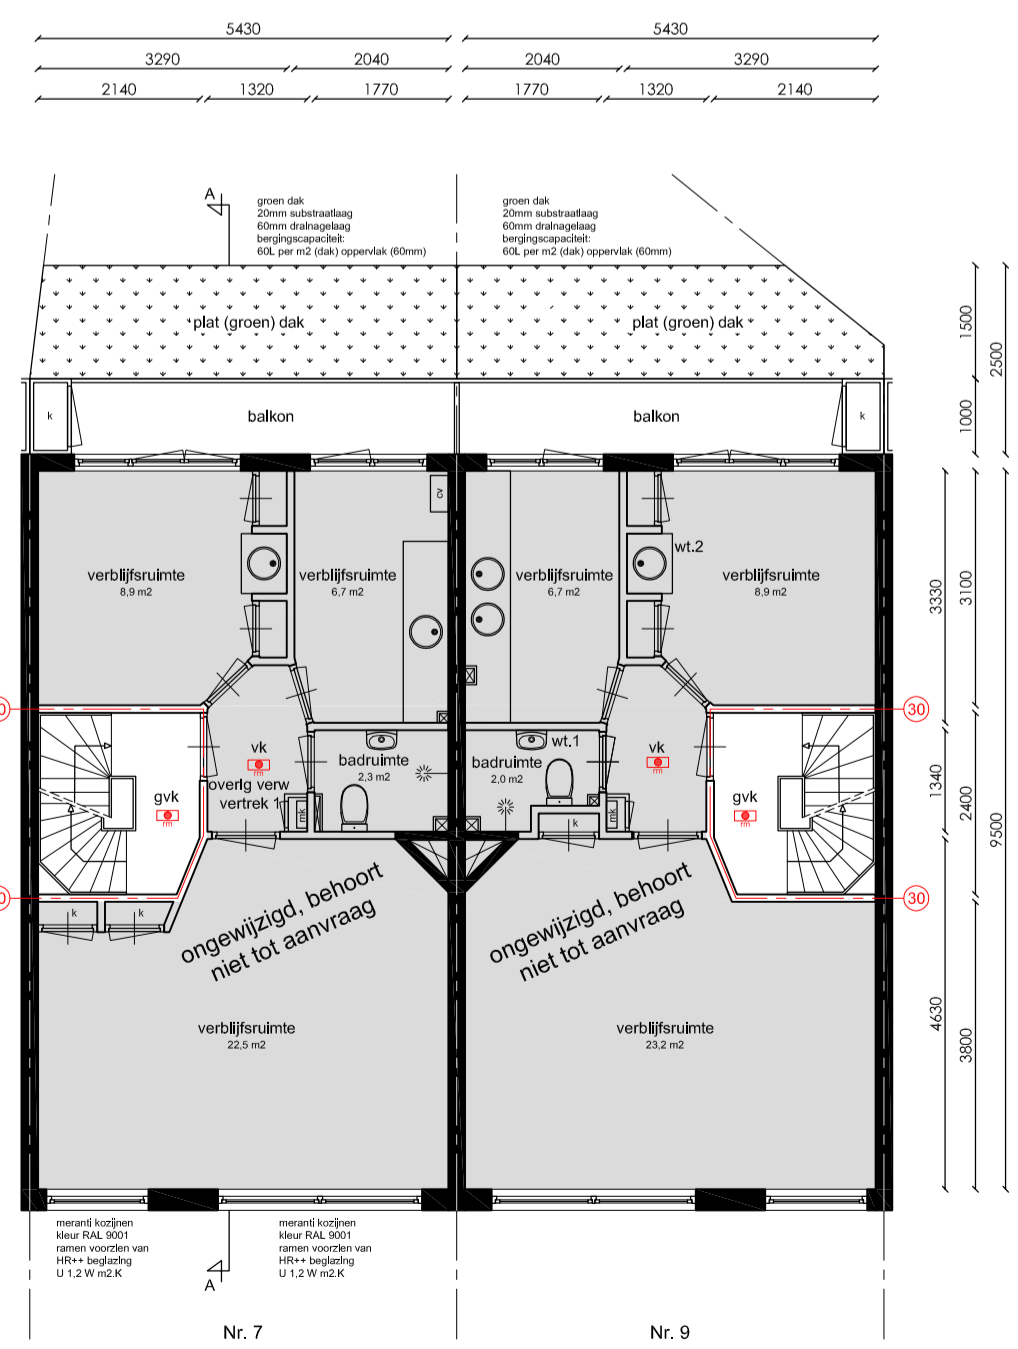 5430
5430
3290
2040
2040
3290
2140
1320
1770
1770
1320
2140
A
groen dak
20mm substraatlaag
60mm drainagelaag
bergingscapaciteit:
60L per m2 (dak) oppervlak (60mm)
groen dak
20mm substraatlaag
60mm drainagelaag
bergingscapaciteit:
60L per m2 (dak) oppervlak (60mm)
plat (groen) dak
plat (groen) dak
1500
2500
1000
k
balkon
balkon
k
cv
wt.2
verblijfsruimte
8,9 m2
verblijfsruimte
6,7 m2
verblijfsruimte
6,7 m2
verblijfsruimte
8,9 m2
3330
3100
0
30
vk
rm
overig verw
vertrek 1
badruimte
2,3 m2
wt.1
badruimte
2,0 m2
vk
rm
gvk
rm
gvk
rm
mk
k
mk
1340
2400
9500
0
30
k
k
ongewijzigd, behoort
niet tot aanvraag
ongewijzigd, behoort
niet tot aanvraag
verblijfsruimte
22,5 m2
verblijfsruimte
23,2 m2
4630
3800
meranti kozijnen
kleur RAL 9001
ramen voorzien van
HR++ beglazing
U 1,2 W m2.K
meranti kozijnen
kleur RAL 9001
ramen voorzien van
HR++ beglazing
U 1,2 W m2.K
A
Nr. 7
Nr. 9